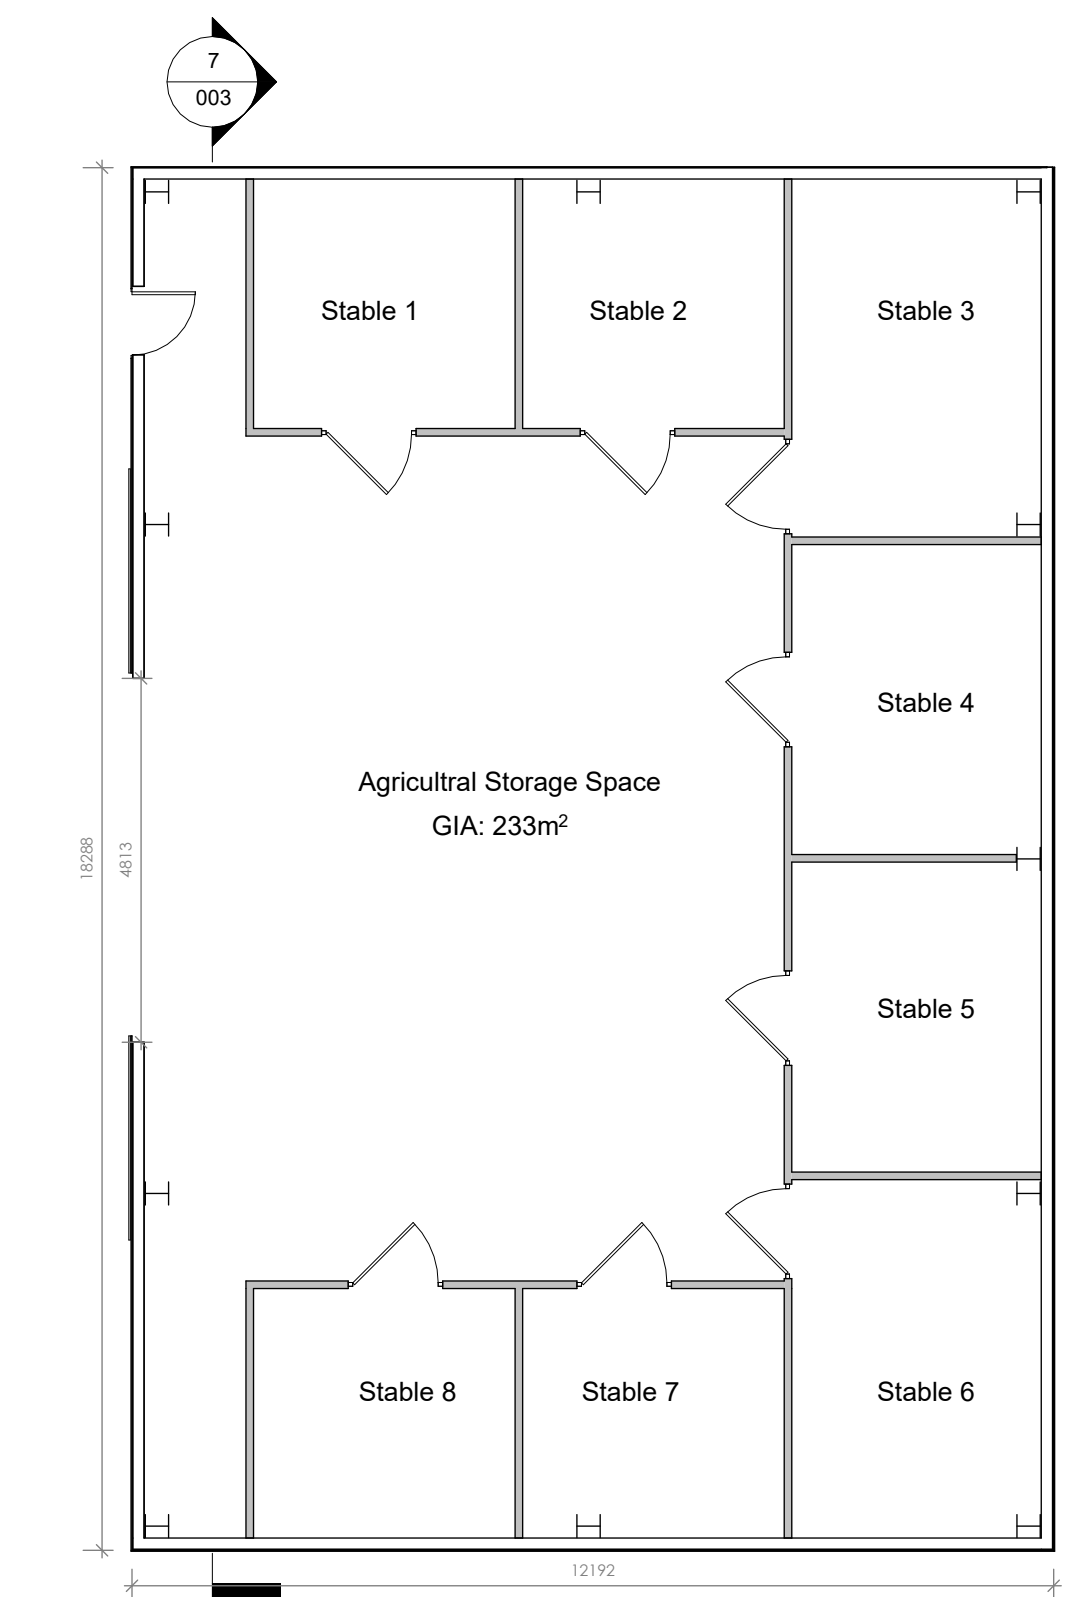 7
003
Stable 1
Stable 2
Stable 3
Stable 4
Agricultral Storage Space
GIA: 233m²
18288
4813
Stable 5
Stable 8
Stable 7
Stable 6
12192